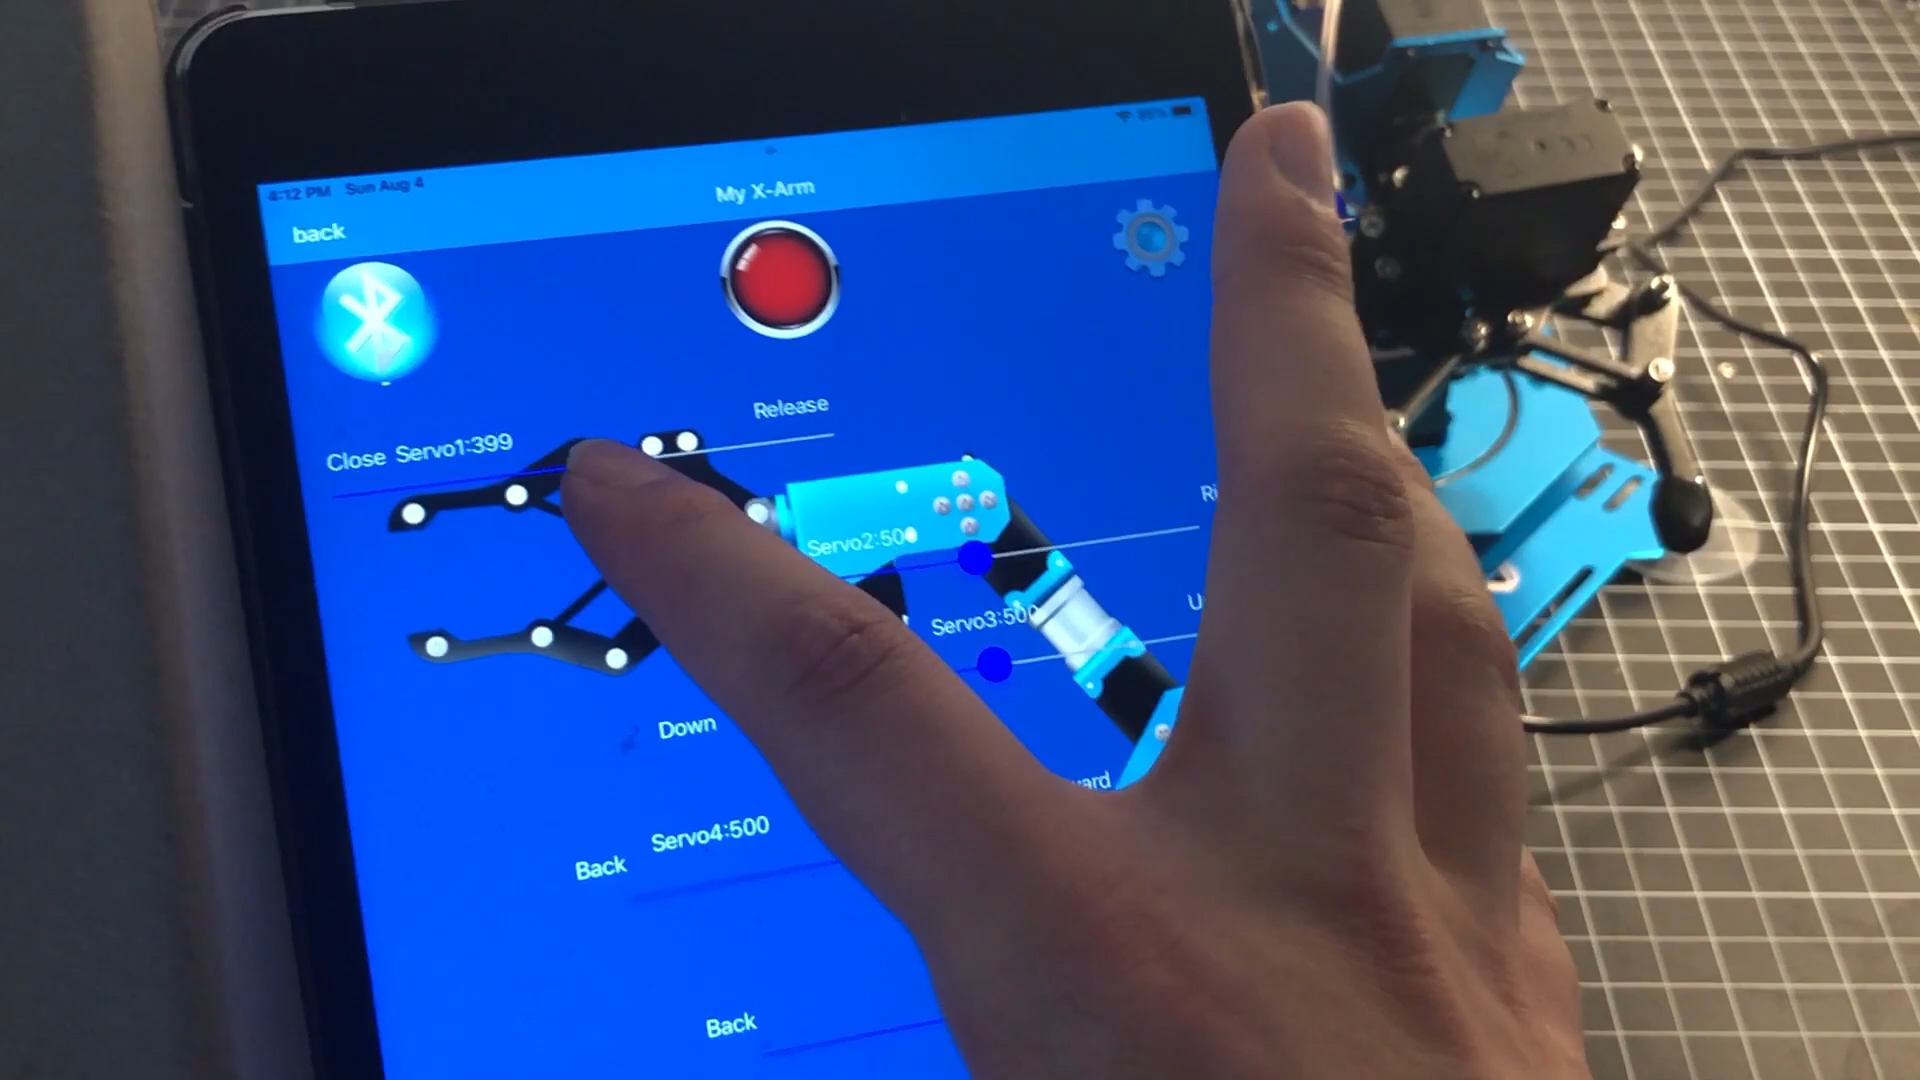 4:12 PM Sun Aug 4
back
My X-Arm
Release
Close Servo1:399
Servo2:50
Servo3:500
Down
Servo4:500
Back
Back